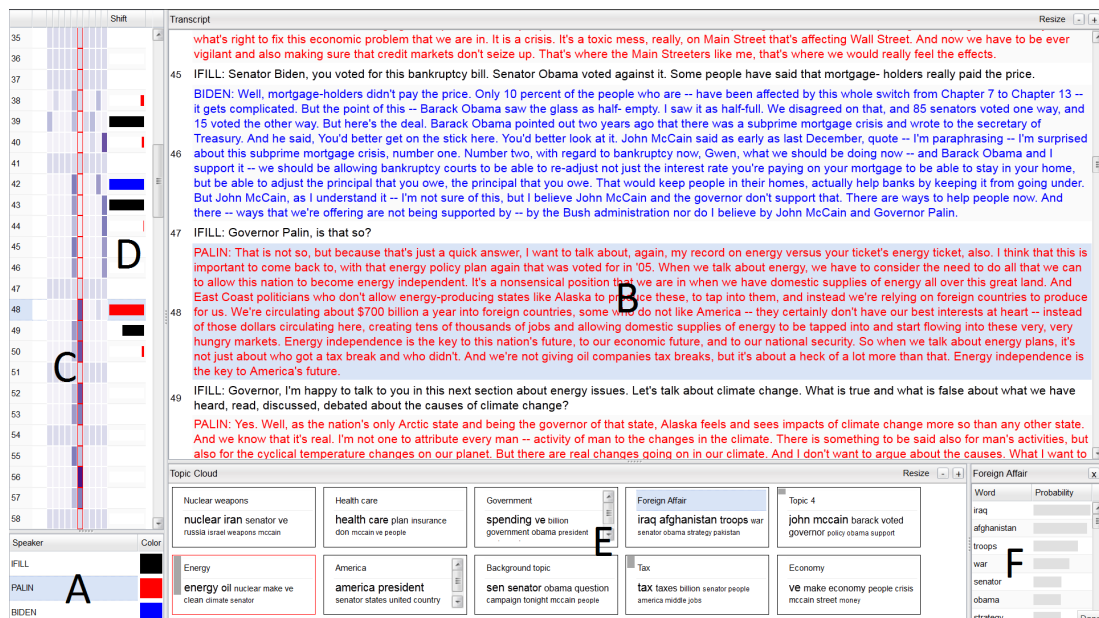 Shift
35
36
37
38
39
40
41
42
43
44
45
46
47
48
49
50
51
52
53
54
55
56
57
58
D
C
Speaker
Color
IFILL
PALIN
BIDEN
A
Transcript
Resize
-
+
what's right to fix this economic problem that we are in. It is a crisis. It's a toxic mess, really, on Main Street that's affecting Wall Street. And now we have to be ever
vigilant and also making sure that credit markets don't seize up. That's where the Main Streeters like me, that's where we would really feel the effects.
45 IFILL: Senator Biden, you voted for this bankruptcy bill. Senator Obama voted against it. Some people have said that mortgage- holders really paid the price.
BIDEN: Well, mortgage-holders didn't pay the price. Only 10 percent of the people who are -- have been affected by this whole switch from Chapter 7 to Chapter 13 --
it gets complicated. But the point of this -- Barack Obama saw the glass as half- empty. I saw it as half-full. We disagreed on that, and 85 senators voted one way, and
15 voted the other way. But here's the deal. Barack Obama pointed out two years ago that there was a subprime mortgage crisis and wrote to the secretary of
Treasury. And he said, You'd better get on the stick here. You'd better look at it. John McCain said as early as last December, quote -- I'm paraphrasing -- I'm surprised
46 about this subprime mortgage crisis, number one. Number two, with regard to bankruptcy now, Gwen, what we should be doing now -- and Barack Obama and I
support it -- we should be allowing bankruptcy courts to be able to re-adjust not just the interest rate you're paying on your mortgage to be able to stay in your home,
but be able to adjust the principal that you owe, the principal that you owe. That would keep people in their homes, actually help banks by keeping it from going under.
But John McCain, as I understand it -- I'm not sure of this, but I believe John McCain and the governor don't support that. There are ways to help people now. And
there -- ways that we're offering are not being supported by -- by the Bush administration nor do I believe by John McCain and Governor Palin.
47 IFILL: Governor Palin, is that so?
PALIN: That is not so, but because that's just a quick answer, I want to talk about, again, my record on energy versus your ticket's energy ticket, also. I think that this is
important to come back to, with that energy policy plan again that was voted for in '05. When we talk about energy, we have to consider the need to do all that we can
to allow this nation to become energy independent. It's a nonsensical position that we are in when we have domestic supplies of energy all over this great land. And
East Coast politicians who don't allow energy-producing states like Alaska to produce these, to tap into them, and instead we're relying on foreign countries to produce
48 for us. We're circulating about $700 billion a year into foreign countries, some who do not like America -- they certainly don't have our best interests at heart -- instead
of those dollars circulating here, creating tens of thousands of jobs and allowing domestic supplies of energy to be tapped into and start flowing into these very, very
hungry markets. Energy independence is the key to this nation's future, to our economic future, and to our national security. So when we talk about energy plans, it's
not just about who got a tax break and who didn't. And we're not giving oil companies tax breaks, but it's about a heck of a lot more than that. Energy independence is
the key to America's future.
B
49 IFILL: Governor, I'm happy to talk to you in this next section about energy issues. Let's talk about climate change. What is true and what is false about what we have
heard, read, discussed, debated about the causes of climate change?
PALIN: Yes. Well, as the nation's only Arctic state and being the governor of that state, Alaska feels and sees impacts of climate change more so than any other state.
And we know that it's real. I'm not one to attribute every man -- activity of man to the changes in the climate. There is something to be said also for man's activities, but
also for the cyclical temperature changes on our planet. But there are real changes going on in our climate. And I don't want to argue about the causes. What I want to
Topic Cloud
Resize
-
+
Nuclear weapons
nuclear iran senator ve
russia israel weapons mccain
Health care
health care plan insurance
don mccain ve people
Government
spending ve billion
government obama president
Foreign Affair
iraq afghanistan troops war
senator obama strategy pakistan
Topic 4
john mccain barack voted
governor policy obama support
E
Energy
energy oil nuclear make ve
clean climate senator
America
america president
senator states united country
Background topic
sen senator obama question
campaign tonight mccain people
Tax
tax taxes billion senator people
america middle jobs
Economy
ve make economy people crisis
mccain street money
Foreign Affair
x
Word
Probability
iraq
afghanistan
troops
war
senator
obama
strategy
F